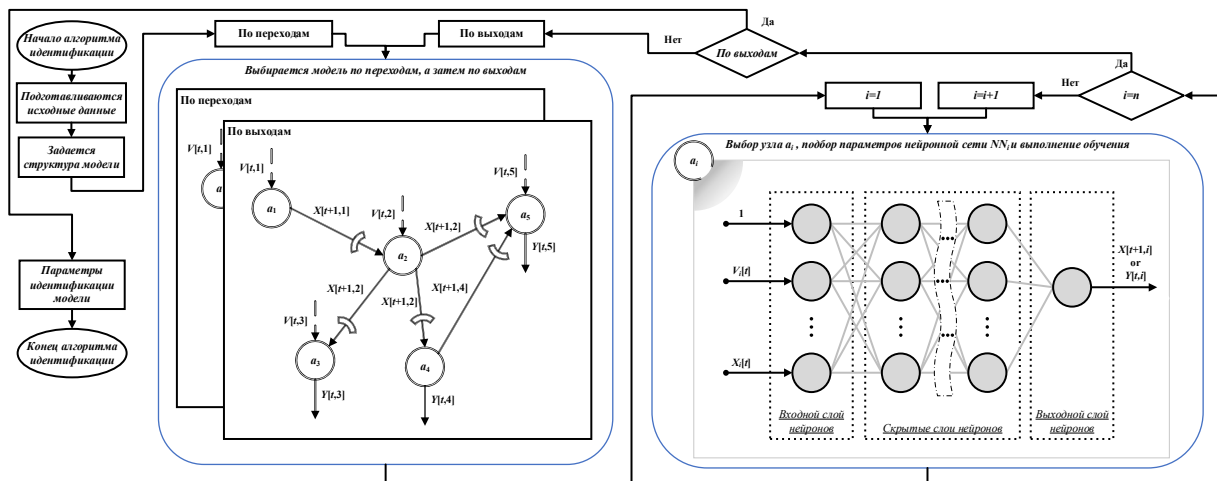 Начало алгоритма
идентификации
Подготавливаются
исходные данные
Задается
структура модели
Параметры
идентификации
модели
Конец алгоритма
идентификации
По переходам
По выходам
Нет
Да
По выходам
Да
Нет
i=1
i=i+1
i=n
Выбирается модель по переходам, а затем по выходам
По переходам
V[t,1]
a
По выходам
V[t,1]
a₁
X[t+1,1]
V[t,2]
a₂
X[t+1,2]
V[t,5]
a₅
Y[t,5]
X[t+1,2]
X[t+1,2]
X[t+1,4]
V[t,3]
a₃
Y[t,3]
a₄
Y[t,4]
aᵢ
Выбор узла aᵢ , подбор параметров нейронной сети NNᵢ и выполнение обучения
1
Vᵢ[t]
Xᵢ[t]
X[t+1,i]
or
Y[t,i]
Входной слой
нейронов
Скрытые слои нейронов
Выходной слой
нейронов